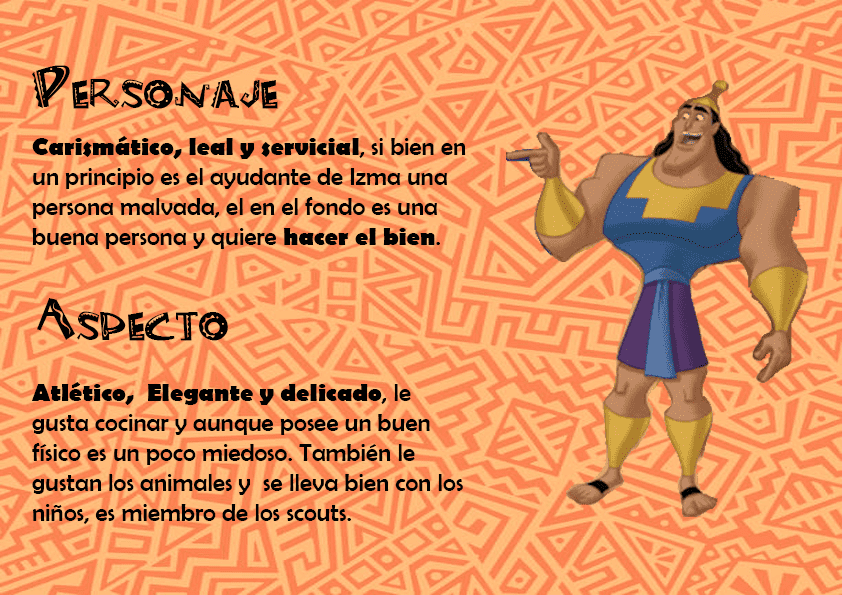 Personaje
Carismático, leal y servicial, si bien en
un principio es el ayudante de Izma una
persona malvada, el en el fondo es una
buena persona y quiere hacer el bien.
Aspecto
Atlético,  Elegante y delicado, le
gusta cocinar y aunque posee un buen
físico es un poco miedoso. También le
gustan los animales y  se lleva bien con los
niños, es miembro de los scouts.